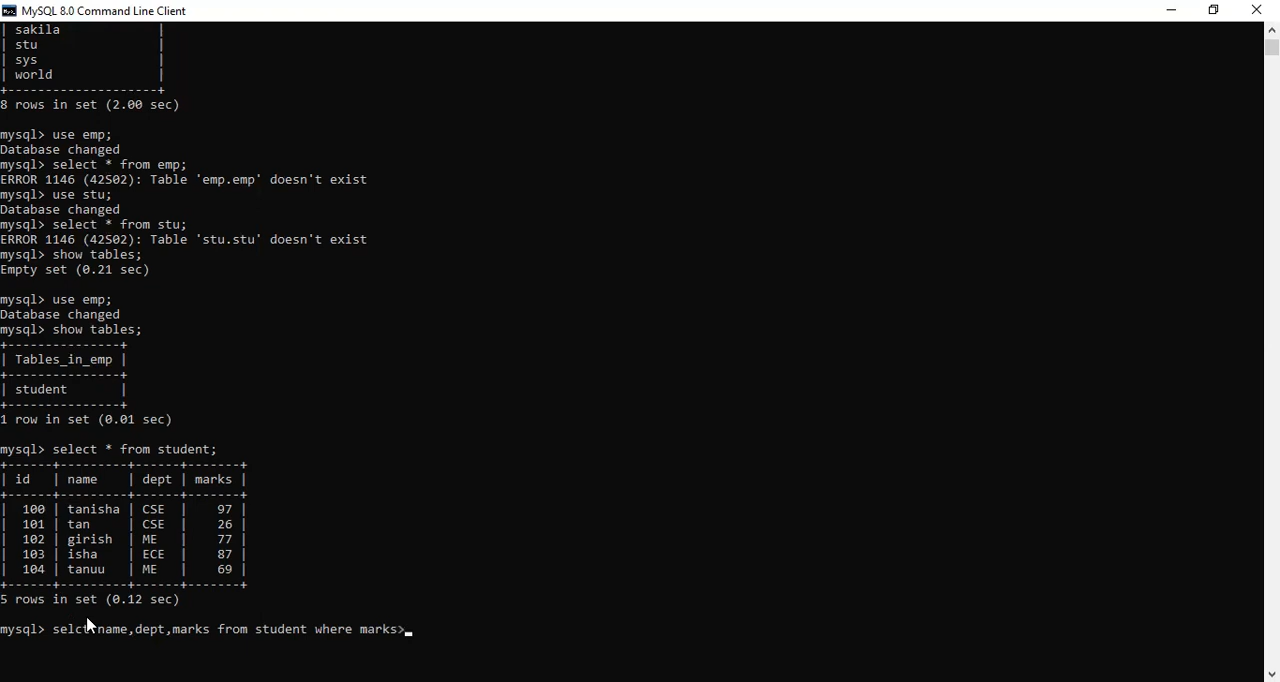 MySQL 8.0 Command Line Client
| sakila             |
| stu                |
| sys                |
| world              |
+--------------------+
8 rows in set (2.00 sec)
mysql> use emp;
Database changed
mysql> select * from emp;
ERROR 1146 (42S02): Table 'emp.emp' doesn't exist
mysql> use stu;
Database changed
mysql> select * from stu;
ERROR 1146 (42S02): Table 'stu.stu' doesn't exist
mysql> show tables;
Empty set (0.21 sec)
mysql> use emp;
Database changed
mysql> show tables;
+---------------+
| Tables_in_emp |
+---------------+
| student       |
+---------------+
1 row in set (0.01 sec)
mysql> select * from student;
+------+---------+------+-------+
| id   | name    | dept | marks |
+------+---------+------+-------+
|  100 | tanisha | CSE  |    97 |
|  101 | tan     | CSE  |    26 |
|  102 | girish  | ME   |    77 |
|  103 | isha    | ECE  |    87 |
|  104 | tanuu   | ME   |    69 |
+------+---------+------+-------+
5 rows in set (0.12 sec)
mysql> selct name,dept,marks from student where marks>_